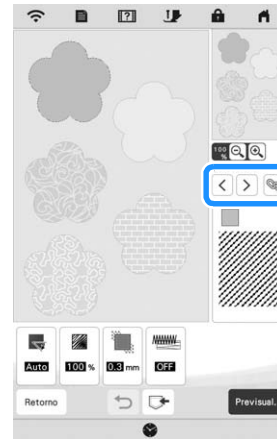 100
%
Auto
100 %
0.3 mm
OFF
Retorno
Previsual.